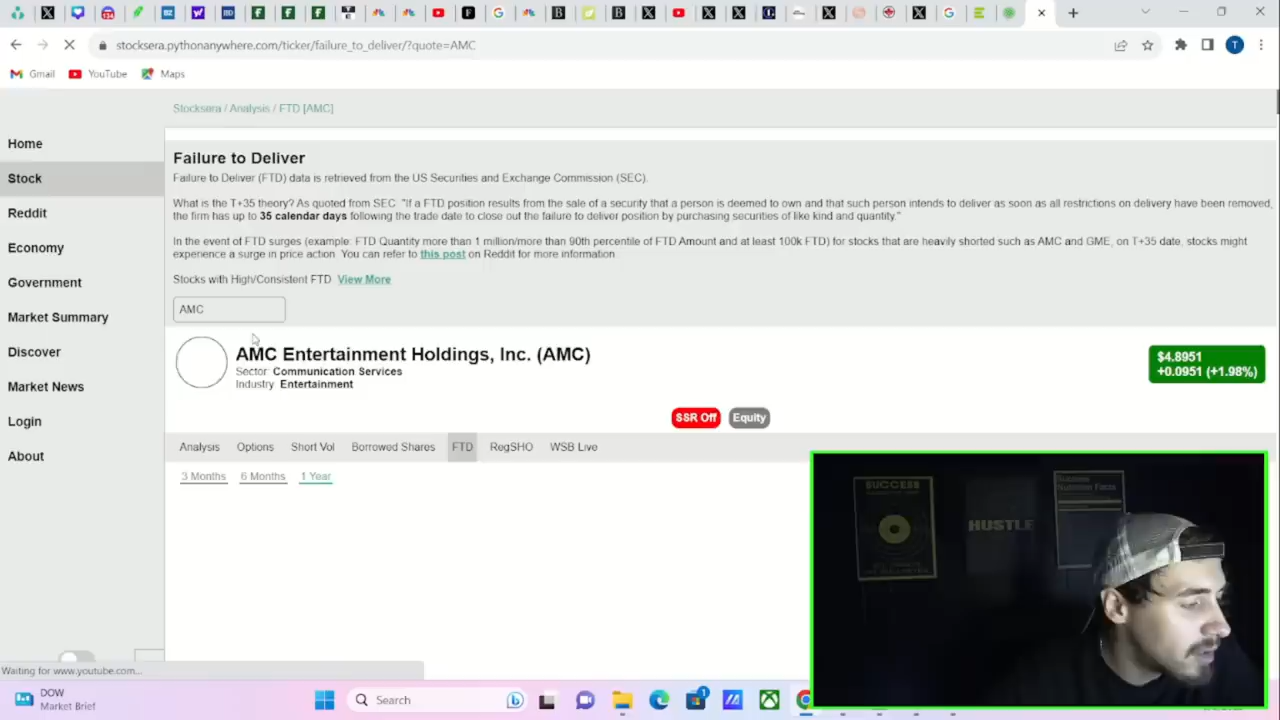 stocksera.pythonanywhere.com/ticker/failure_to_deliver/?quote=AMC
Gmail
YouTube
Maps
Stocksera / Analysis / FTD [AMC]
Home
Stock
Reddit
Economy
Government
Market Summary
Discover
Market News
Login
About
Failure to Deliver
Failure to Deliver (FTD) data is retrieved from the US Securities and Exchange Commission (SEC).
What is the T+35 theory? As quoted from SEC. "If a FTD position results from the sale of a security that a person is deemed to own and that such person intends to deliver as soon as all restrictions on delivery have been removed,
the firm has up to 35 calendar days following the trade date to close out the failure to deliver position by purchasing securities of like kind and quantity."
In the event of FTD surges (example: FTD Quantity more than 1 million/more than 90th percentile of FTD Amount and at least 100k FTD) for stocks that are heavily shorted such as AMC and GME, on T+35 date, stocks might
experience a surge in price action. You can refer to this post on Reddit for more information.
Stocks with High/Consistent FTD: View More
AMC
AMC Entertainment Holdings, Inc. (AMC)
Sector: Communication Services
Industry: Entertainment
$4.8951
+0.0951 (+1.98%)
SSR Off
Equity
Analysis
Options
Short Vol
Borrowed Shares
FTD
RegSHO
WSB Live
3 Months
6 Months
1 Year
SUCCESS
HUSTLE
Success
Nutrition Facts
Waiting for www.youtube.com...
DOW
Market Brief
Search